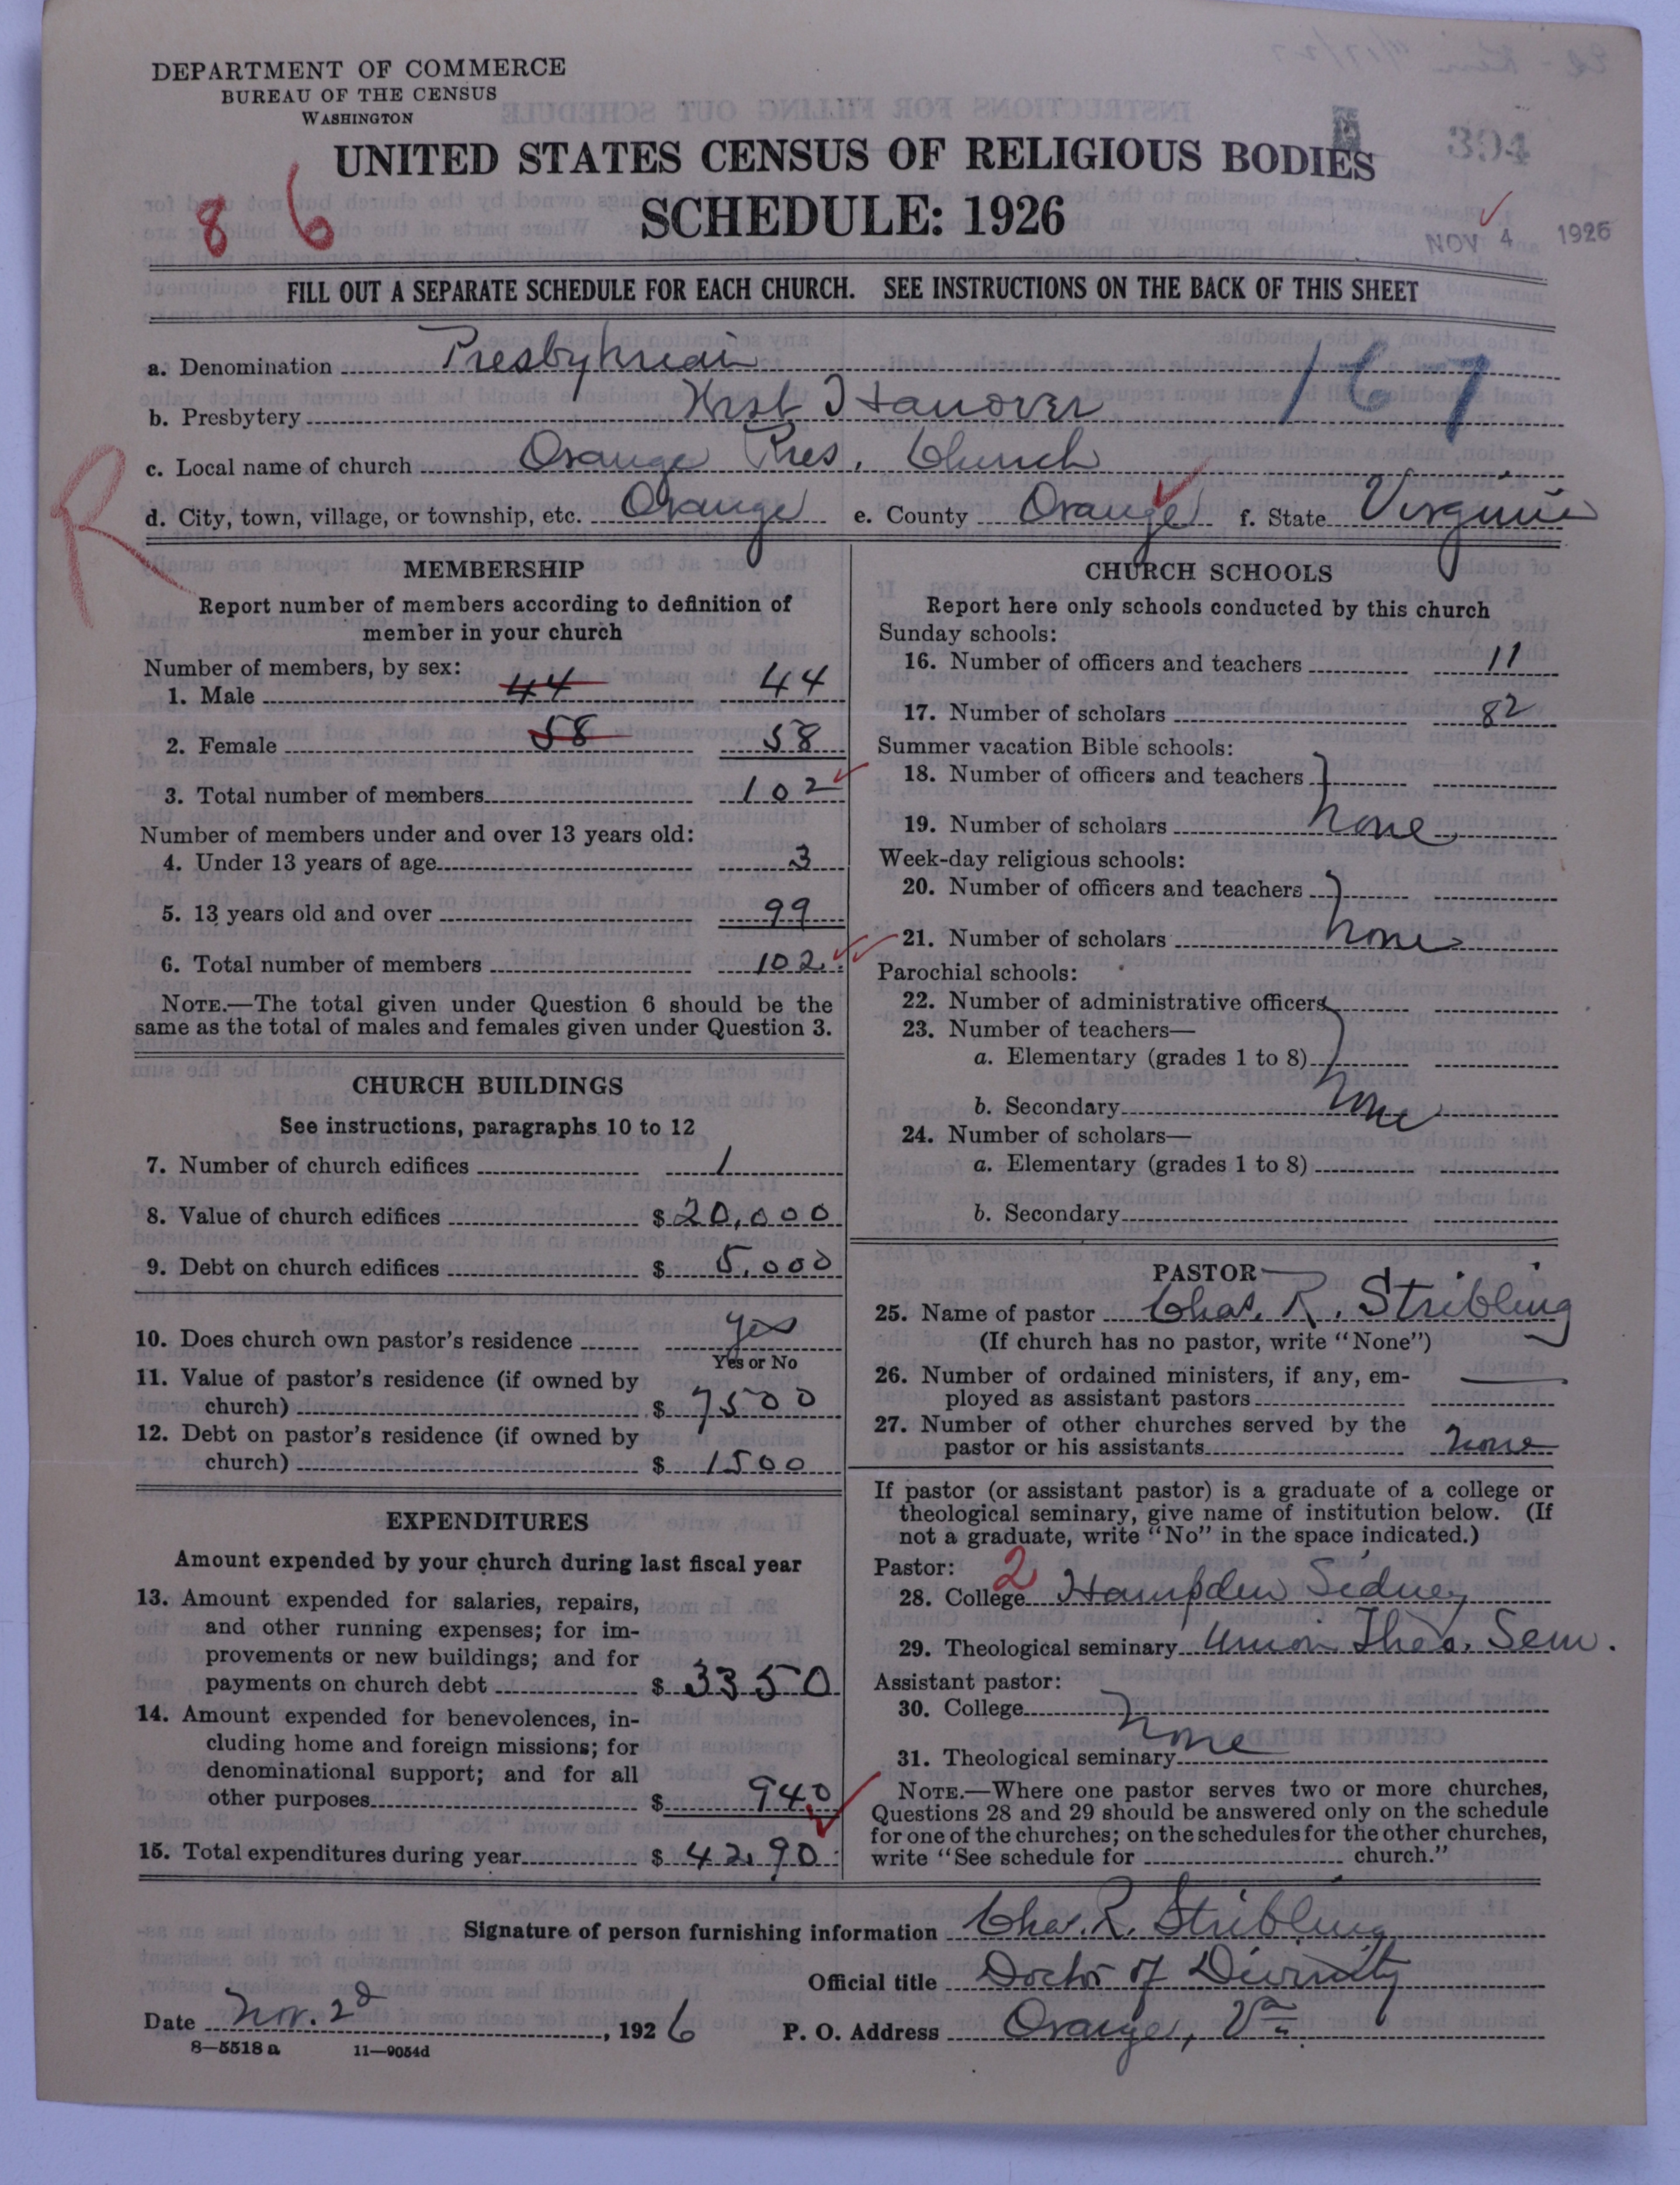 DEPARTMENT OF COMMERCE
BUREAU OF THE CENSUS
WASHINGTON
394
UNITED STATES CENSUS OF RELIGIOUS BODIES
SCHEDULE: 1926
8 6
NOV 4 1926
FILL OUT A SEPARATE SCHEDULE FOR EACH CHURCH. SEE INSTRUCTIONS ON THE BACK OF THIS SHEET
a. Denomination Presbyterian
167
b. Presbytery West Hanover
c. Local name of church Orange Pres. Church
R
d. City, town, village, or township, etc. Orange e. County Orange f. State Virginia
MEMBERSHIP
Report number of members according to definition of
member in your church
Number of members, by sex:
1. Male 44 44
2. Female 58 58
3. Total number of members 102
Number of members under and over 13 years old:
4. Under 13 years of age 3
5. 13 years old and over 99
6. Total number of members 102
NOTE.—The total given under Question 6 should be the
same as the total of males and females given under Question 3.
CHURCH BUILDINGS
See instructions, paragraphs 10 to 12
7. Number of church edifices 1
8. Value of church edifices $ 20,000
9. Debt on church edifices $ 5,000
10. Does church own pastor's residence yes
Yes or No
11. Value of pastor's residence (if owned by
church) $ 7500
12. Debt on pastor's residence (if owned by
church) $ 1500
EXPENDITURES
Amount expended by your church during last fiscal year
13. Amount expended for salaries, repairs,
and other running expenses; for im-
provements or new buildings; and for
payments on church debt $ 3350
14. Amount expended for benevolences, in-
cluding home and foreign missions; for
denominational support; and for all
other purposes $ 940
15. Total expenditures during year $ 42.90
CHURCH SCHOOLS
Report here only schools conducted by this church
Sunday schools:
16. Number of officers and teachers 11
17. Number of scholars 82
Summer vacation Bible schools:
18. Number of officers and teachers
19. Number of scholars none
Week-day religious schools:
20. Number of officers and teachers
21. Number of scholars none
Parochial schools:
22. Number of administrative officers
23. Number of teachers—
a. Elementary (grades 1 to 8)
b. Secondary none
24. Number of scholars—
a. Elementary (grades 1 to 8)
b. Secondary
PASTOR
25. Name of pastor Chas. R. Stribling
(If church has no pastor, write "None")
26. Number of ordained ministers, if any, em-
ployed as assistant pastors
27. Number of other churches served by the
pastor or his assistants none
If pastor (or assistant pastor) is a graduate of a college or
theological seminary, give name of institution below. (If
not a graduate, write "No" in the space indicated.)
Pastor: 2
28. College Hampden Sidney
29. Theological seminary Union Theo. Sem.
Assistant pastor:
30. College
none
31. Theological seminary
NOTE.—Where one pastor serves two or more churches,
Questions 28 and 29 should be answered only on the schedule
for one of the churches; on the schedules for the other churches,
write "See schedule for church."
Signature of person furnishing information Chas. R. Stribling
Official title Doctor of Divinity
Date Nov. 2d, 1926 P. O. Address Orange, Va
8—5518 a 11—9054d